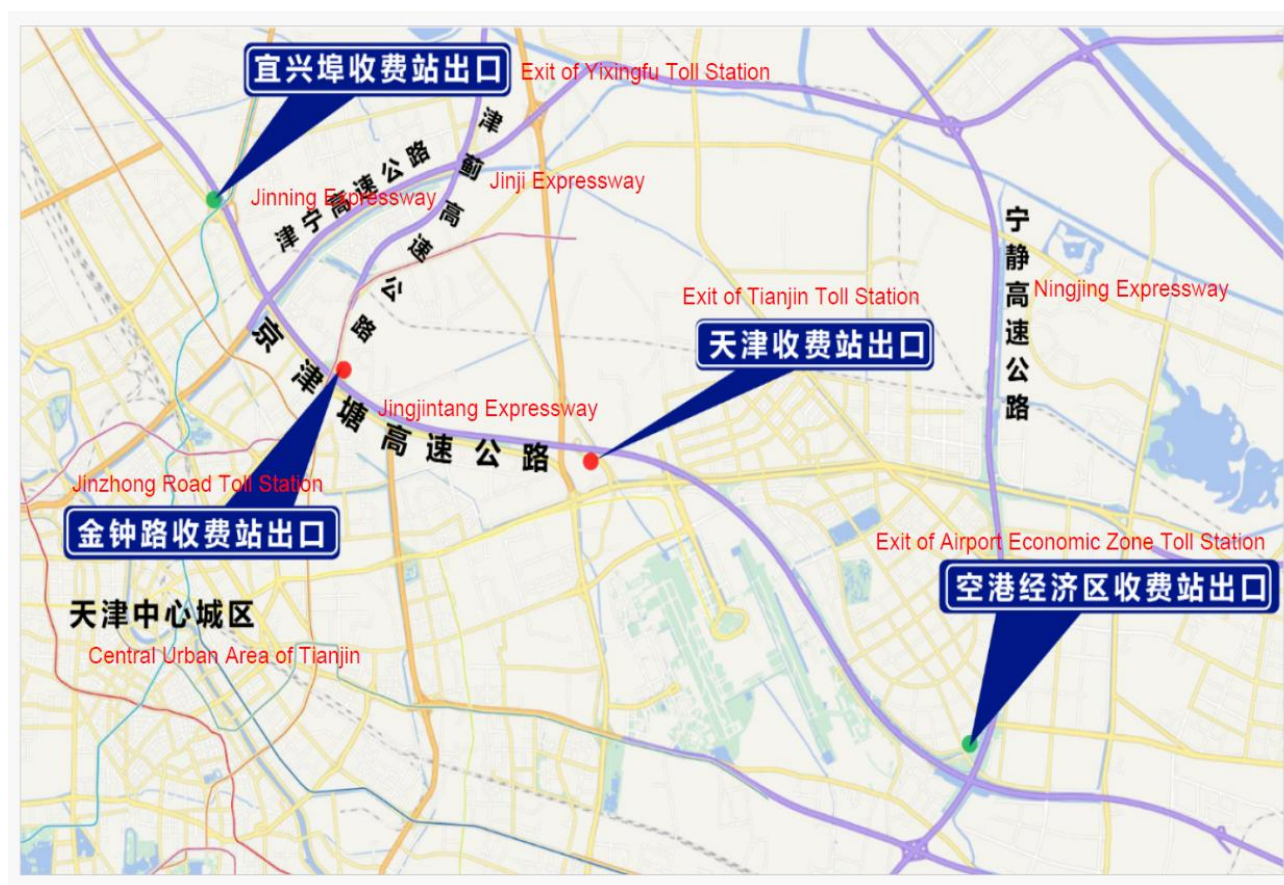 宜兴埠收费站出口
Exit of Yixingfu Toll Station
津蓟高速公路
Jinji Expressway
津宁高速公路
Jinning Expressway
宁静高速公路
Ningjing Expressway
Exit of Tianjin Toll Station
天津收费站出口
京津塘高速公路
Jingjintang Expressway
Jinzhong Road Toll Station
金钟路收费站出口
Exit of Airport Economic Zone Toll Station
空港经济区收费站出口
天津中心城区
Central Urban Area of Tianjin